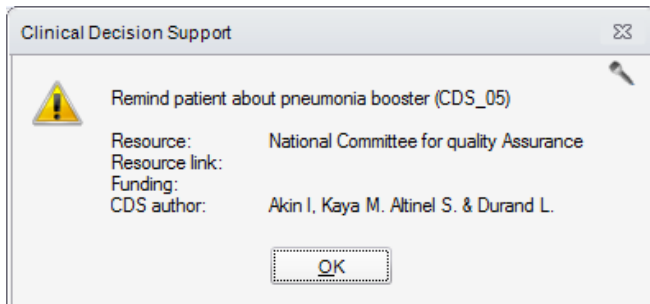 Clinical Decision Support
Remind patient about pneumonia booster (CDS_05)
Resource: National Committee for quality Assurance
Resource link:
Funding:
CDS author: Akin I, Kaya M. Altinel S. & Durand L.
OK